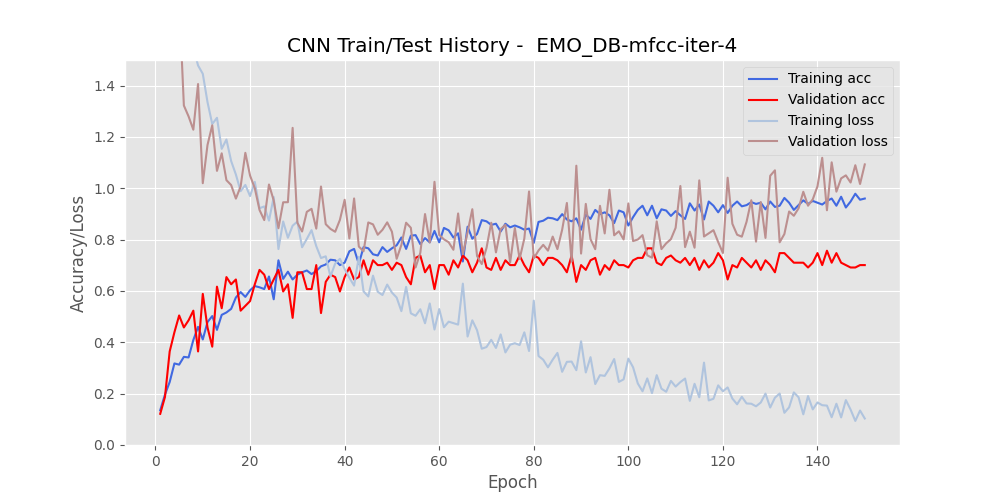 CNN Train/Test History -  EMO_DB-mfcc-iter-4
Training acc
Validation acc
Training loss
Validation loss
1.4
1.2
1.0
0.8
0.6
0.4
0.2
0.0
Accuracy/Loss
0 20 40 60 80 100 120 140
Epoch